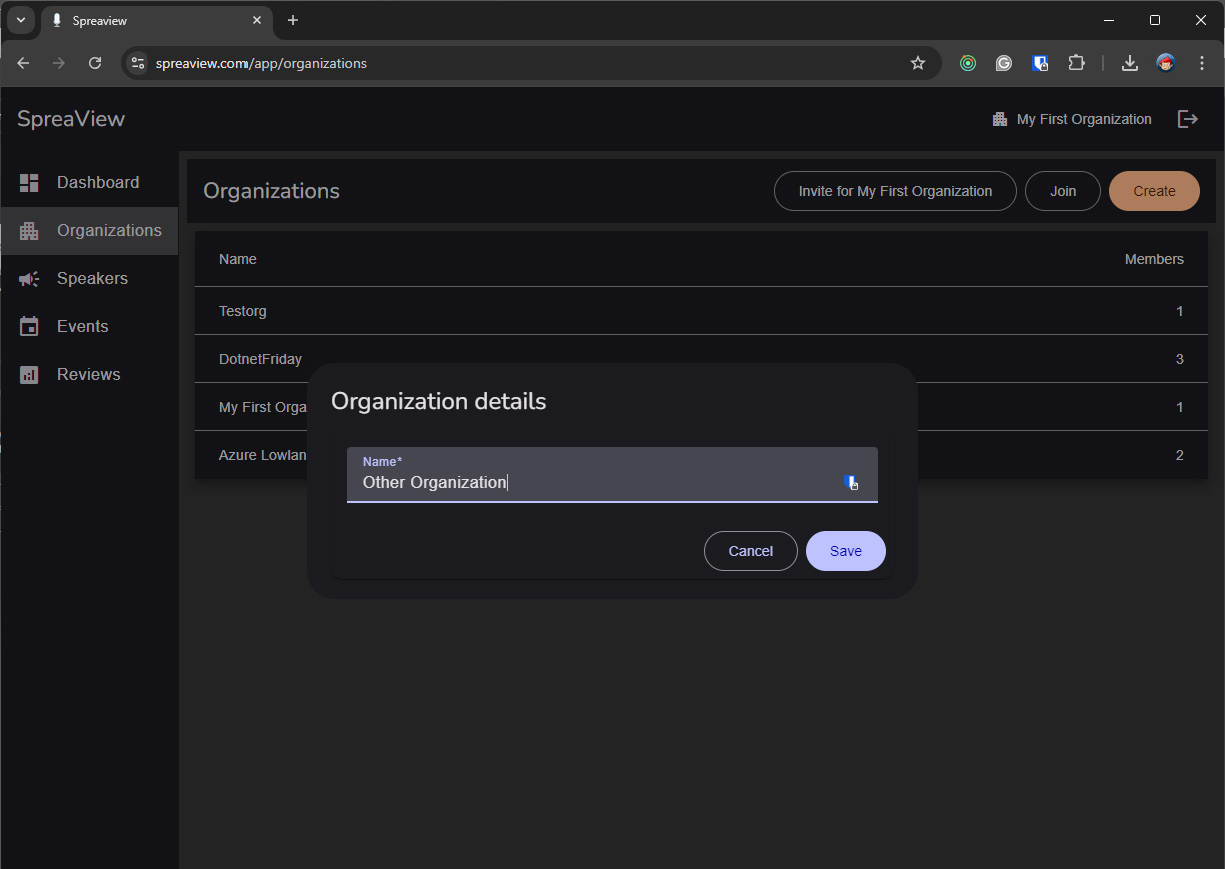 Spreaview
spreaview.com/app/organizations
SpreaView
My First Organization
Dashboard
Organizations
Speakers
Events
Reviews
Organizations
Invite for My First Organization
Join
Create
Name Members
Testorg 1
DotnetFriday 3
My First Orga 1
Azure Lowlan 2
Organization details
Name*
Other Organization
Cancel
Save